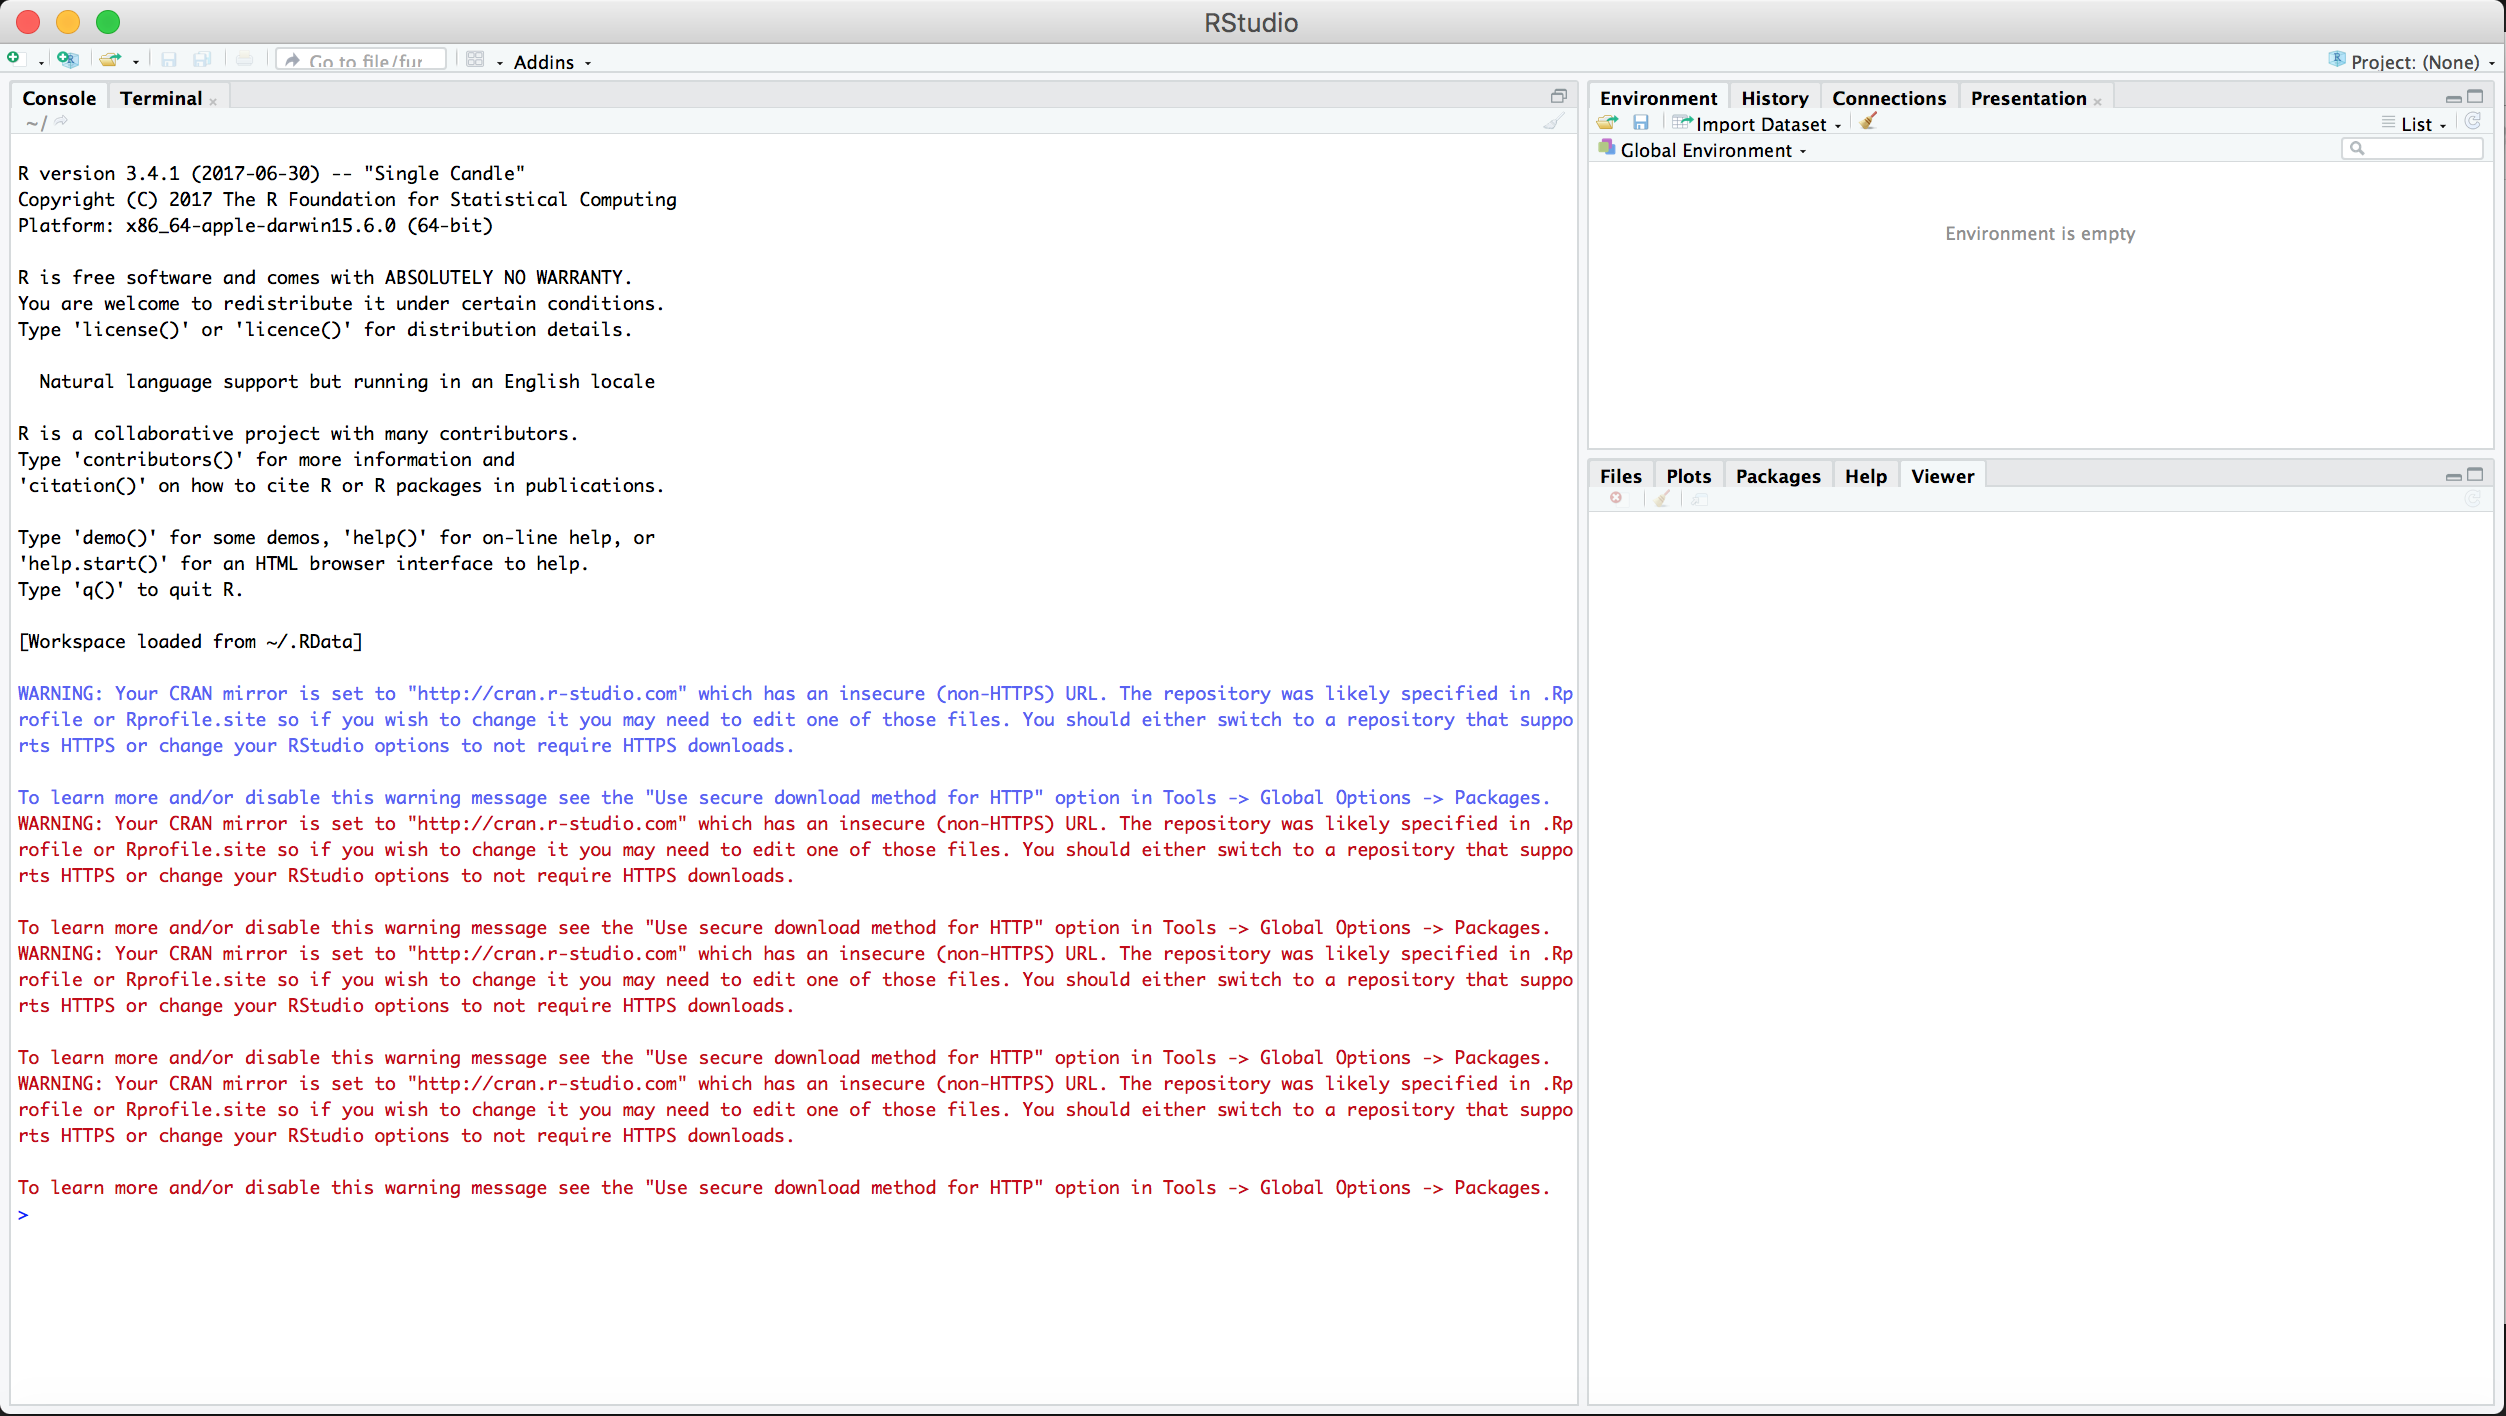 RStudio
Go to file/fur
Addins
Project: (None)
Console Terminal
~/
R version 3.4.1 (2017-06-30) -- "Single Candle"
Copyright (C) 2017 The R Foundation for Statistical Computing
Platform: x86_64-apple-darwin15.6.0 (64-bit)
R is free software and comes with ABSOLUTELY NO WARRANTY.
You are welcome to redistribute it under certain conditions.
Type 'license()' or 'licence()' for distribution details.
Natural language support but running in an English locale
R is a collaborative project with many contributors.
Type 'contributors()' for more information and
'citation()' on how to cite R or R packages in publications.
Type 'demo()' for some demos, 'help()' for on-line help, or
'help.start()' for an HTML browser interface to help.
Type 'q()' to quit R.
[Workspace loaded from ~/.RData]
WARNING: Your CRAN mirror is set to "http://cran.r-studio.com" which has an insecure (non-HTTPS) URL. The repository was likely specified in .Rp
rofile or Rprofile.site so if you wish to change it you may need to edit one of those files. You should either switch to a repository that suppo
rts HTTPS or change your RStudio options to not require HTTPS downloads.
To learn more and/or disable this warning message see the "Use secure download method for HTTP" option in Tools -> Global Options -> Packages.
WARNING: Your CRAN mirror is set to "http://cran.r-studio.com" which has an insecure (non-HTTPS) URL. The repository was likely specified in .Rp
rofile or Rprofile.site so if you wish to change it you may need to edit one of those files. You should either switch to a repository that suppo
rts HTTPS or change your RStudio options to not require HTTPS downloads.
To learn more and/or disable this warning message see the "Use secure download method for HTTP" option in Tools -> Global Options -> Packages.
WARNING: Your CRAN mirror is set to "http://cran.r-studio.com" which has an insecure (non-HTTPS) URL. The repository was likely specified in .Rp
rofile or Rprofile.site so if you wish to change it you may need to edit one of those files. You should either switch to a repository that suppo
rts HTTPS or change your RStudio options to not require HTTPS downloads.
To learn more and/or disable this warning message see the "Use secure download method for HTTP" option in Tools -> Global Options -> Packages.
WARNING: Your CRAN mirror is set to "http://cran.r-studio.com" which has an insecure (non-HTTPS) URL. The repository was likely specified in .Rp
rofile or Rprofile.site so if you wish to change it you may need to edit one of those files. You should either switch to a repository that suppo
rts HTTPS or change your RStudio options to not require HTTPS downloads.
To learn more and/or disable this warning message see the "Use secure download method for HTTP" option in Tools -> Global Options -> Packages.
>
Environment History Connections Presentation
Import Dataset
List
Global Environment
Environment is empty
Files Plots Packages Help Viewer